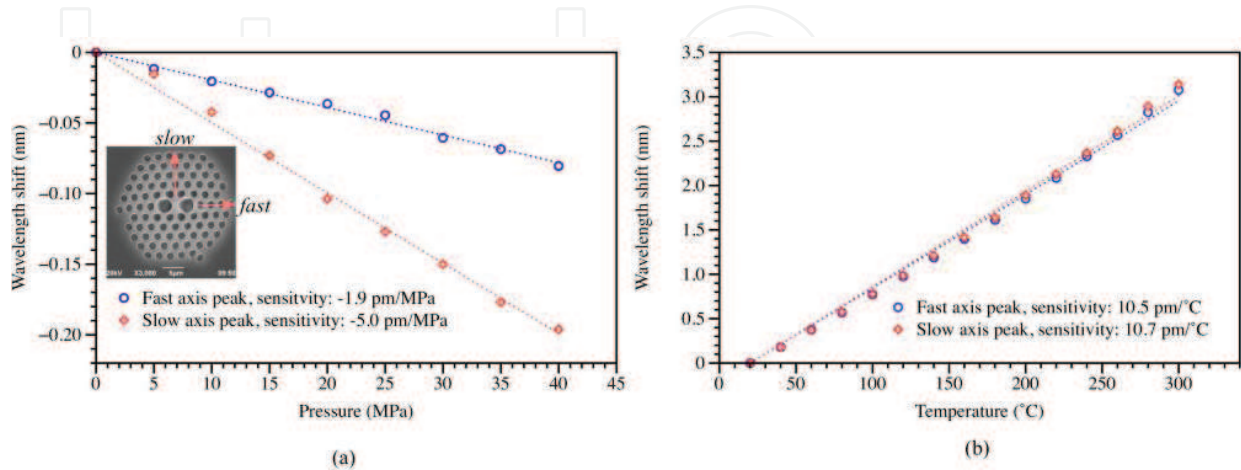 0
−0.05
−0.10
−0.15
−0.20
Wavelength shift (nm)
slow
fast
20kV X3,000 5μm
Fast axis peak, sensitvity: -1.9 pm/MPa
Slow axis peak, sensitivity: -5.0 pm/MPa
0 5 10 15 20 25 30 35 40 45
Pressure (MPa)
(a)
3.5
3.0
2.5
2.0
1.5
1.0
0.5
0
Wavelength shift (nm)
Fast axis peak, sensitivity: 10.5 pm/˚C
Slow axis peak, sensitivity: 10.7 pm/˚C
0 50 100 150 200 250 300
Temperature (˚C)
(b)